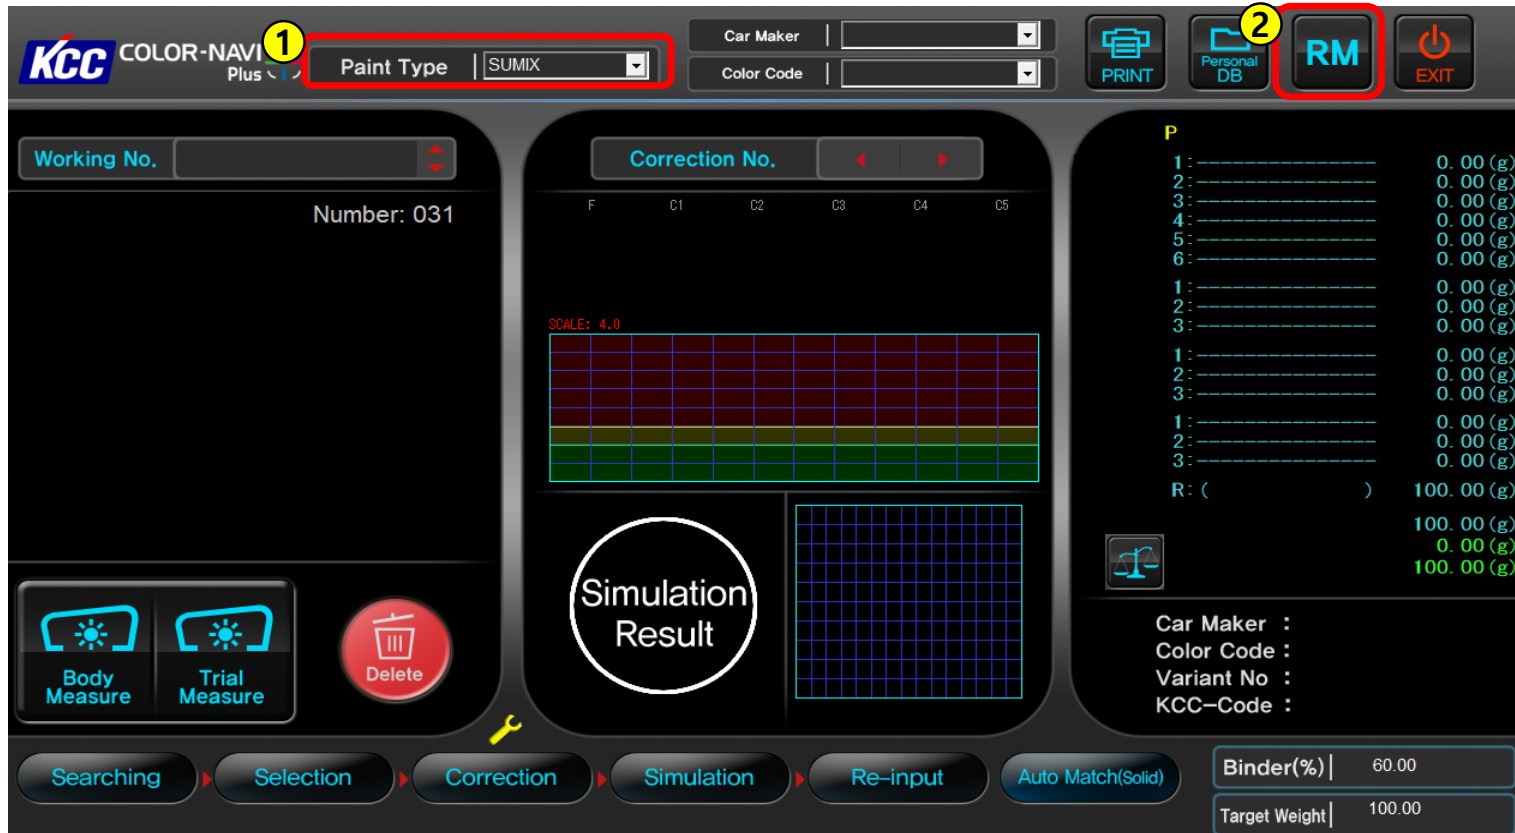 KCC COLOR-NAVI
Plus
1
Paint Type SUMIX
Car Maker
Color Code
PRINT
Personal
DB
2
RM
EXIT
Working No.
Number: 031
Body
Measure
Trial
Measure
Delete
Correction No.
F C1 C2 C3 C4 C5
SCALE: 4.0
Simulation
Result
P
1:--------------- 0.00(g)
2:--------------- 0.00(g)
3:--------------- 0.00(g)
4:--------------- 0.00(g)
5:--------------- 0.00(g)
6:--------------- 0.00(g)
1:--------------- 0.00(g)
2:--------------- 0.00(g)
3:--------------- 0.00(g)
1:--------------- 0.00(g)
2:--------------- 0.00(g)
3:--------------- 0.00(g)
1:--------------- 0.00(g)
2:--------------- 0.00(g)
3:--------------- 0.00(g)
R:( ) 100.00(g)
100.00(g)
0.00(g)
100.00(g)
Car Maker :
Color Code :
Variant No :
KCC-Code :
Searching
Selection
Correction
Simulation
Re-input
Auto Match(Solid)
Binder(%) 60.00
Target Weight 100.00